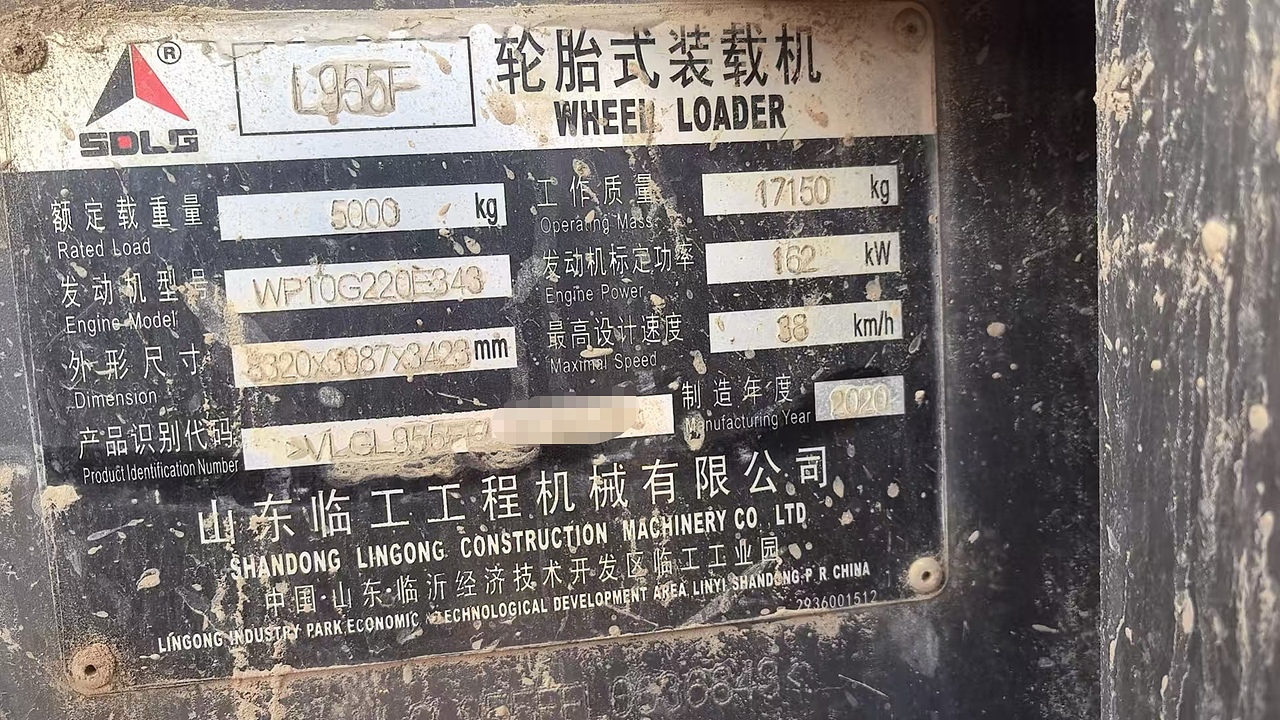 SDLG ®
L955F
轮胎式装载机
WHEEL LOADER
额定载重量 5000 kg
Rated Load
工作质量 17150 kg
Operating Mass
发动机型号 WP10G220E343
Engine Model
发动机标定功率 162 kW
Engine Power
外形尺寸 8320x3087x3423 mm
Dimension
最高设计速度 38 km/h
Maximal Speed
产品识别代码
Product Identification Number
制造年度 2020
Manufacturing Year
山东临工工程机械有限公司
SHANDONG LINGONG CONSTRUCTION MACHINERY CO LTD
中国·山东·临沂经济技术开发区临工工业园
LINGONG INDUSTRY PARK ECONOMIC TECHNOLOGICAL DEVELOPMENT AREA LINYI SHANDONG P. R. CHINA
2936001512